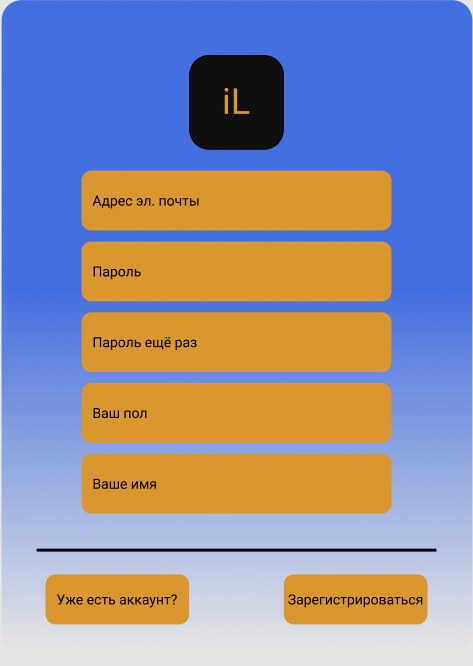 iL
Адрес эл. почты
Пароль
Пароль ещё раз
Ваш пол
Ваше имя
Уже есть аккаунт?
Зарегистрироваться